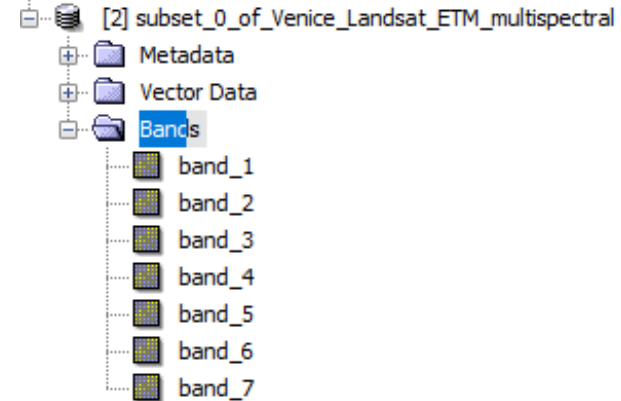 [2] subset_0_of_Venice_Landsat_ETM_multispectral
Metadata
Vector Data
Bands
band_1
band_2
band_3
band_4
band_5
band_6
band_7